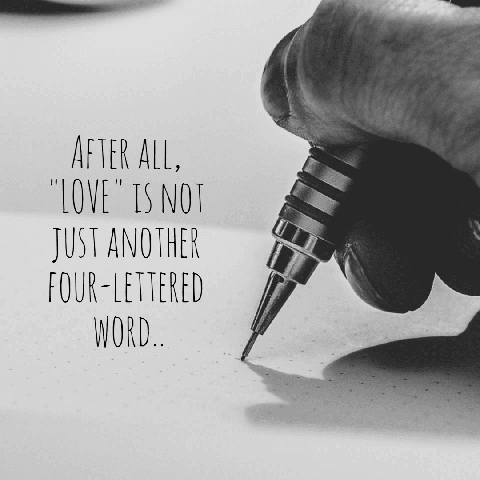 AFTER ALL,
"LOVE" IS NOT
JUST ANOTHER
FOUR-LETTERED
WORD..